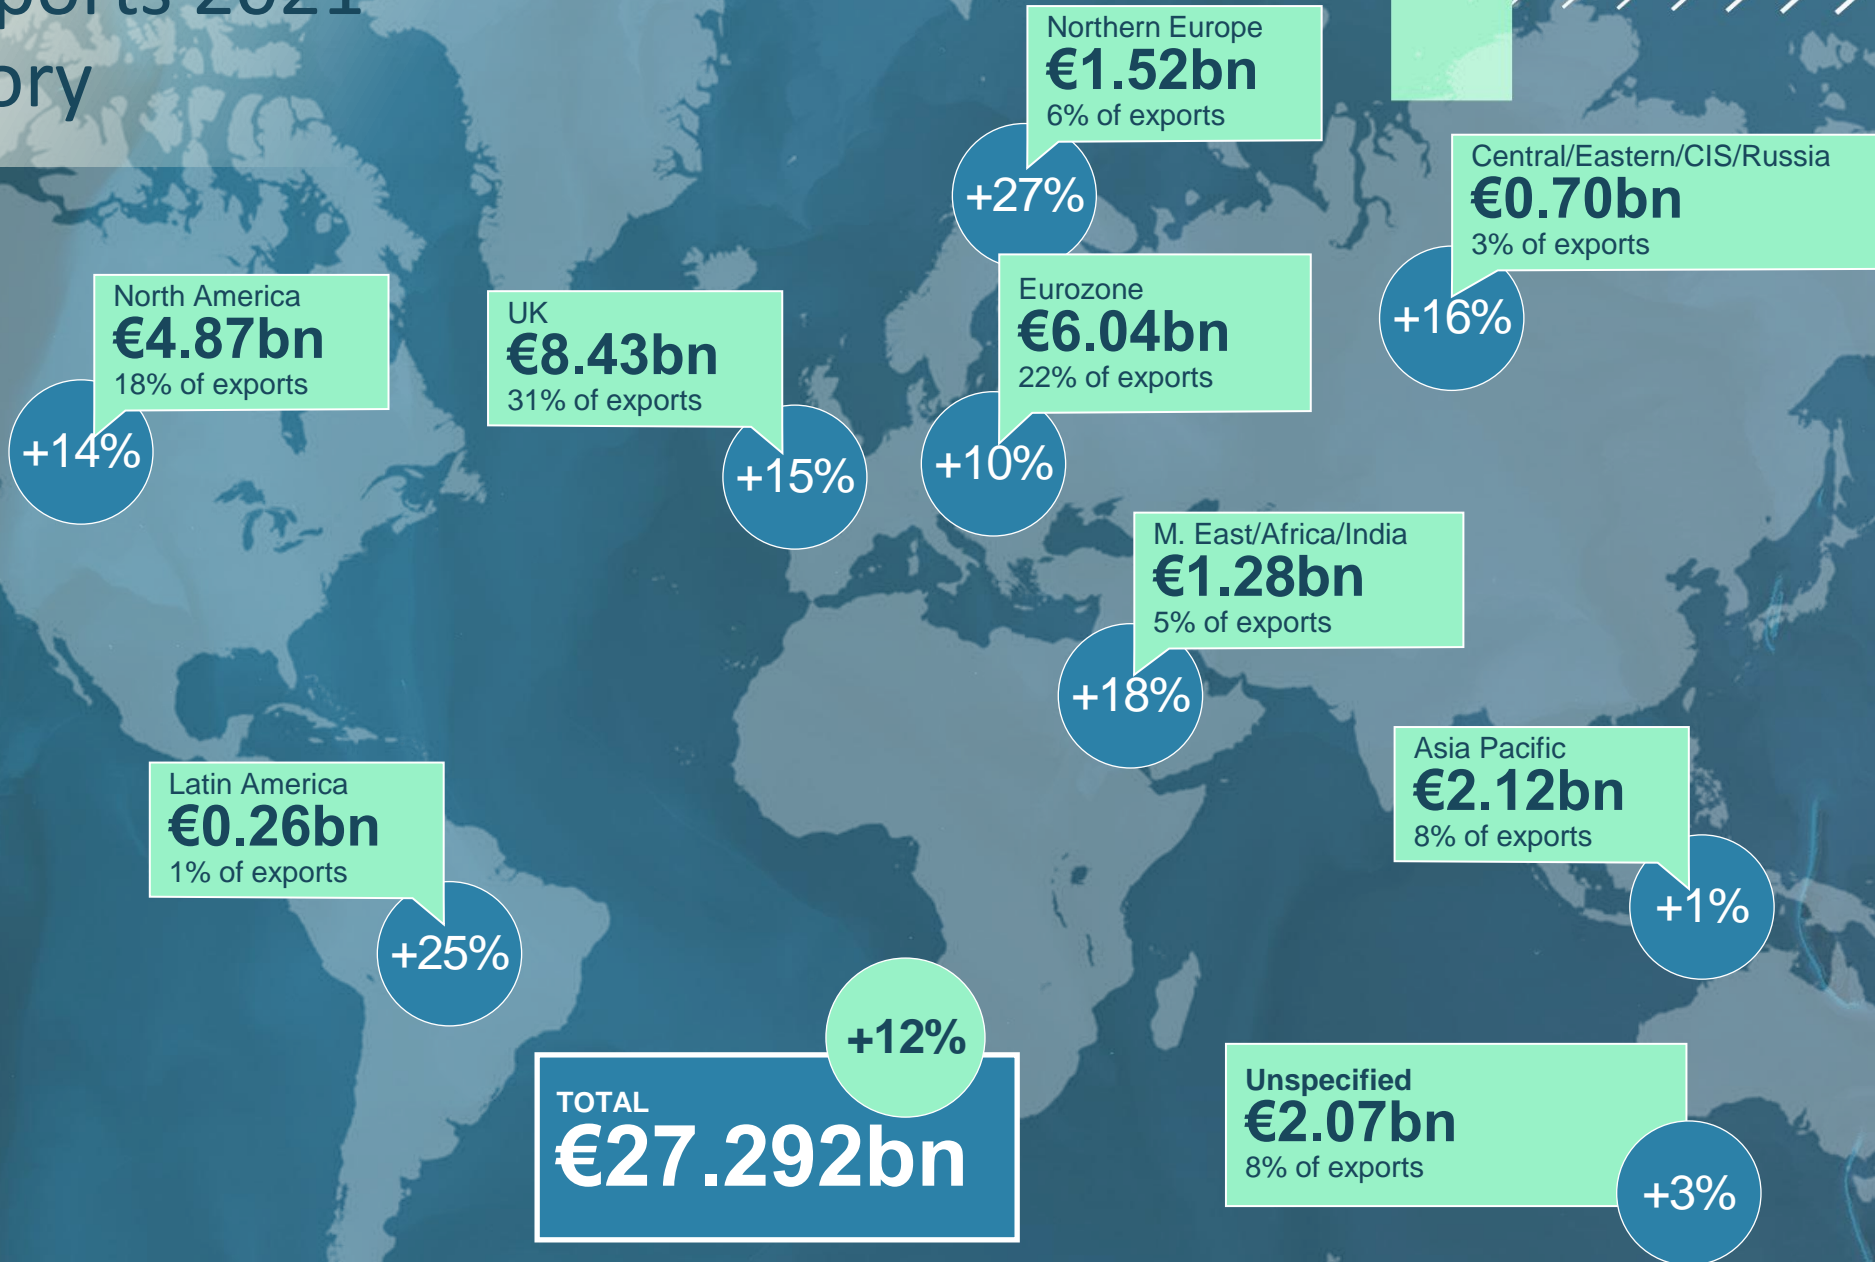 2021
Northern Europe
€1.52bn
6% of exports
+27%
Central/Eastern/CIS/Russia
€0.70bn
3% of exports
+16%
North America
€4.87bn
18% of exports
+14%
UK
€8.43bn
31% of exports
+15%
Eurozone
€6.04bn
22% of exports
+10%
M. East/Africa/India
€1.28bn
5% of exports
+18%
Latin America
€0.26bn
1% of exports
+25%
Asia Pacific
€2.12bn
8% of exports
+1%
+12%
TOTAL
€27.292bn
Unspecified
€2.07bn
8% of exports
+3%